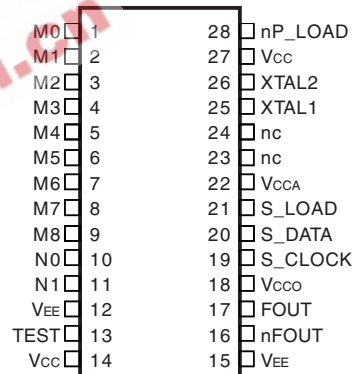 M0 1 28 nP_LOAD
M1 2 27 VCC
M2 3 26 XTAL2
M3 4 25 XTAL1
M4 5 24 nc
M5 6 23 nc
M6 7 22 VCCA
M7 8 21 S_LOAD
M8 9 20 S_DATA
N0 10 19 S_CLOCK
N1 11 18 VCCO
VEE 12 17 FOUT
TEST 13 16 nFOUT
VCC 14 15 VEE
.cn